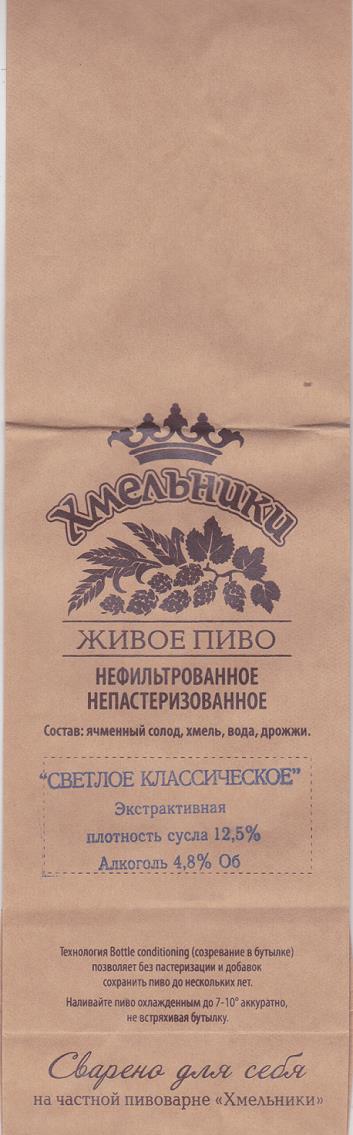 Хмельники
ЖИВОЕ ПИВО
НЕФИЛЬТРОВАННОЕ
НЕПАСТЕРИЗОВАННОЕ
Состав: ячменный солод, хмель, вода, дрожжи.
"СВЕТЛОЕ КЛАССИЧЕСКОЕ"
Экстрактивная
плотность сусла 12,5%
Алкоголь 4,8% Об
Технология Bottle conditioning (созревание в бутылке)
позволяет без пастеризации и добавок
сохранить пиво до нескольких лет.
Наливайте пиво охлажденным до 7-10° аккуратно,
не встряхивая бутылку.
Сварено для себя
на частной пивоварне «Хмельники»